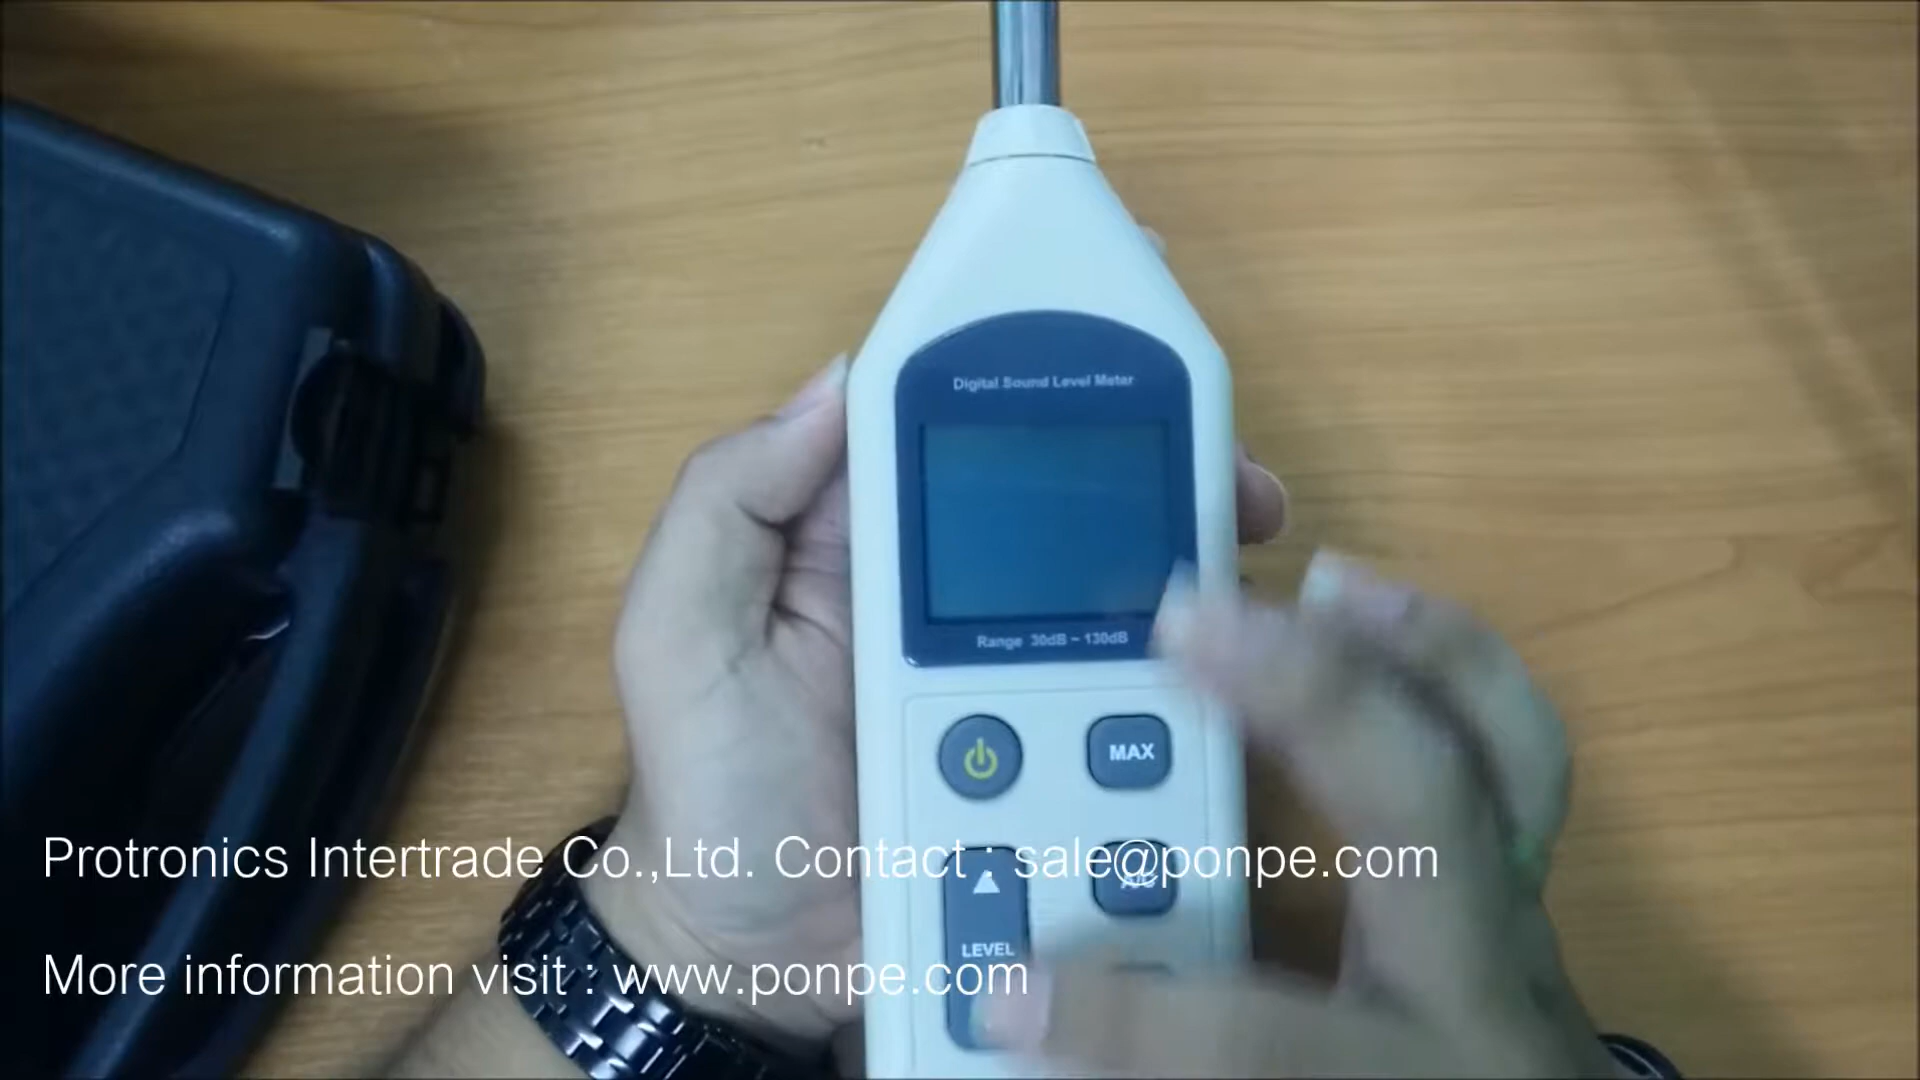 Digital Sound Level Meter
Range 30dB ~ 130dB
MAX
Protronics Intertrade Co.,Ltd. Contact : sale@ponpe.com
A/C
LEVEL
More information visit : www.ponpe.com